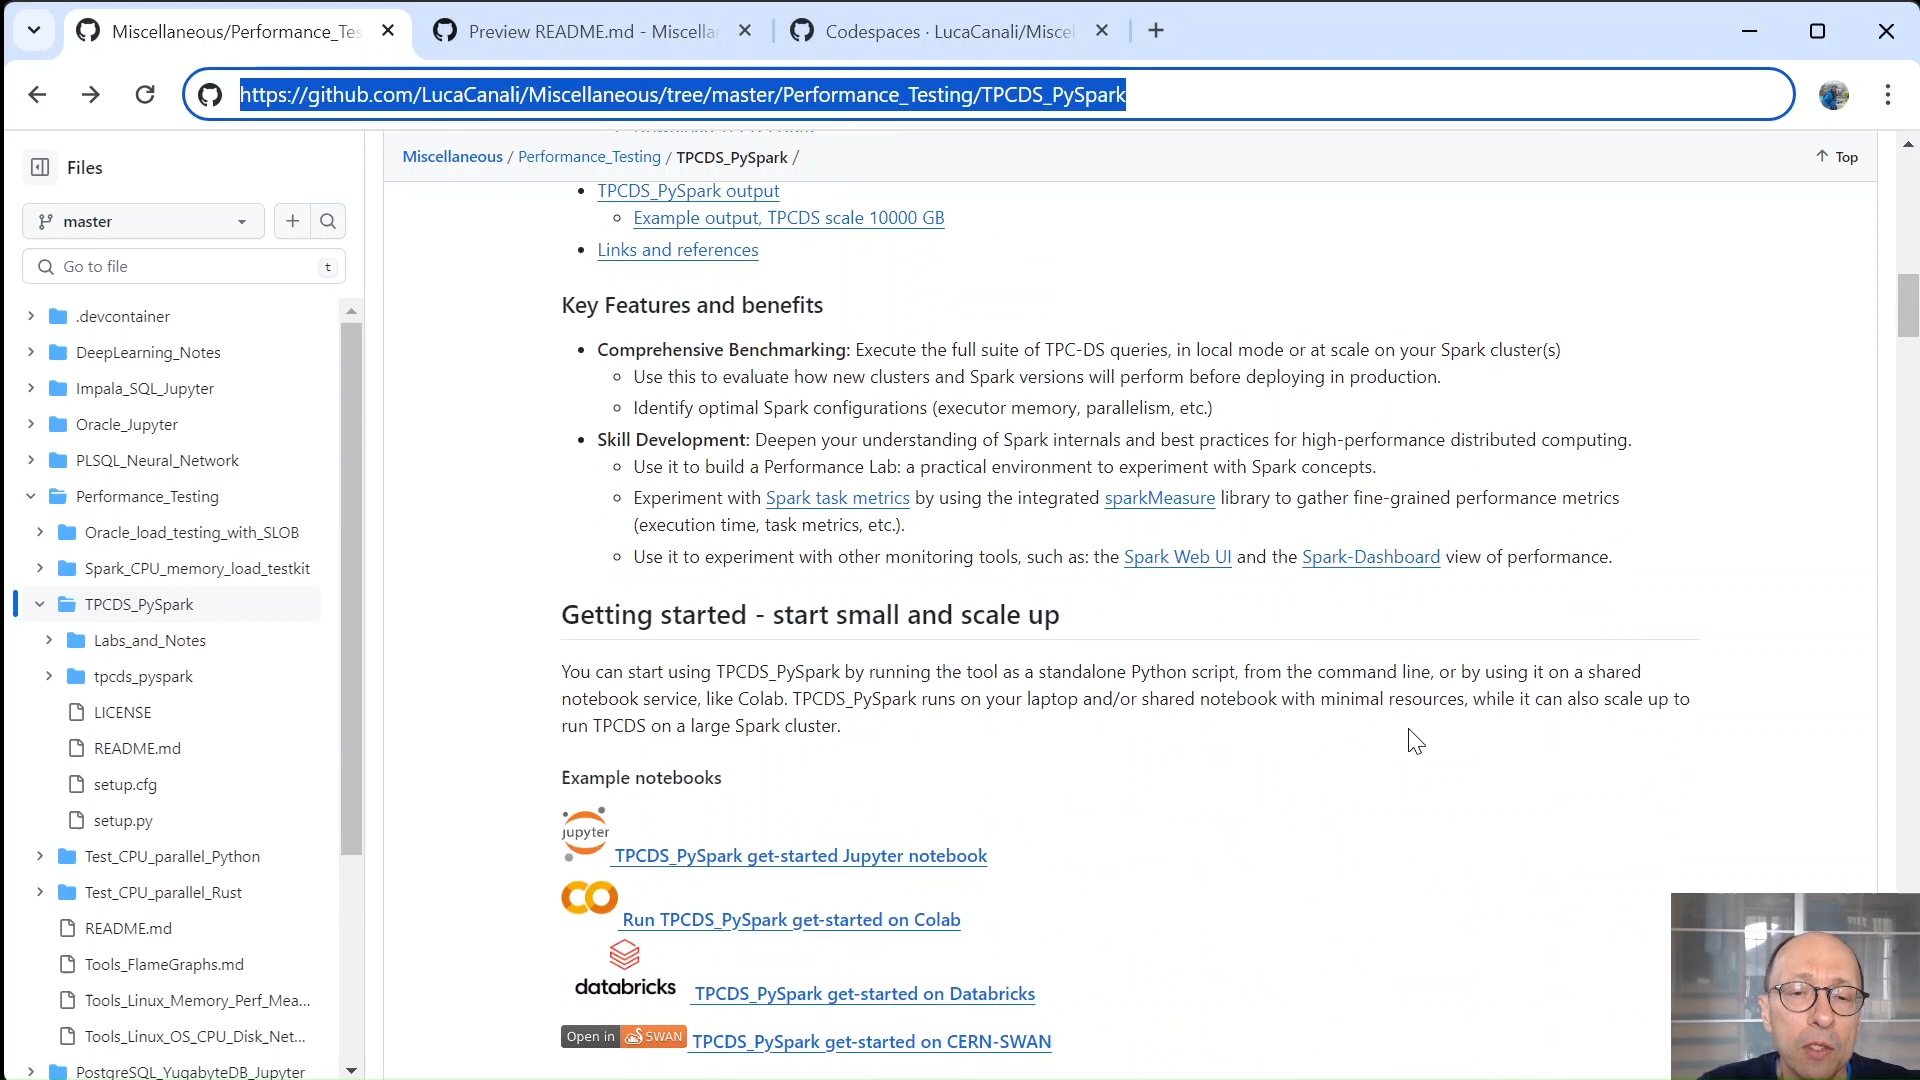 Miscellaneous/Performance_Tes
Preview README.md - Miscella
Codespaces · LucaCanali/Miscel
https://github.com/LucaCanali/Miscellaneous/tree/master/Performance_Testing/TPCDS_PySpark
Files
master
Go to file
t
.devcontainer
DeepLearning_Notes
Impala_SQL_Jupyter
Oracle_Jupyter
PLSQL_Neural_Network
Performance_Testing
Oracle_load_testing_with_SLOB
Spark_CPU_memory_load_testkit
TPCDS_PySpark
Labs_and_Notes
tpcds_pyspark
LICENSE
README.md
setup.cfg
setup.py
Test_CPU_parallel_Python
Test_CPU_parallel_Rust
README.md
Tools_FlameGraphs.md
Tools_Linux_Memory_Perf_Mea...
Tools_Linux_OS_CPU_Disk_Net...
PostgreSQL_YugabyteDB_Jupyter
Miscellaneous / Performance_Testing / TPCDS_PySpark /
Top
TPCDS_PySpark output
Example output, TPCDS scale 10000 GB
Links and references
Key Features and benefits
Comprehensive Benchmarking: Execute the full suite of TPC-DS queries, in local mode or at scale on your Spark cluster(s)
Use this to evaluate how new clusters and Spark versions will perform before deploying in production.
Identify optimal Spark configurations (executor memory, parallelism, etc.)
Skill Development: Deepen your understanding of Spark internals and best practices for high-performance distributed computing.
Use it to build a Performance Lab: a practical environment to experiment with Spark concepts.
Experiment with Spark task metrics by using the integrated sparkMeasure library to gather fine-grained performance metrics
(execution time, task metrics, etc.).
Use it to experiment with other monitoring tools, such as: the Spark Web UI and the Spark-Dashboard view of performance.
Getting started - start small and scale up
You can start using TPCDS_PySpark by running the tool as a standalone Python script, from the command line, or by using it on a shared
notebook service, like Colab. TPCDS_PySpark runs on your laptop and/or shared notebook with minimal resources, while it can also scale up to
run TPCDS on a large Spark cluster.
Example notebooks
jupyter
TPCDS_PySpark get-started Jupyter notebook
Run TPCDS_PySpark get-started on Colab
databricks TPCDS_PySpark get-started on Databricks
Open in SWAN TPCDS_PySpark get-started on CERN-SWAN